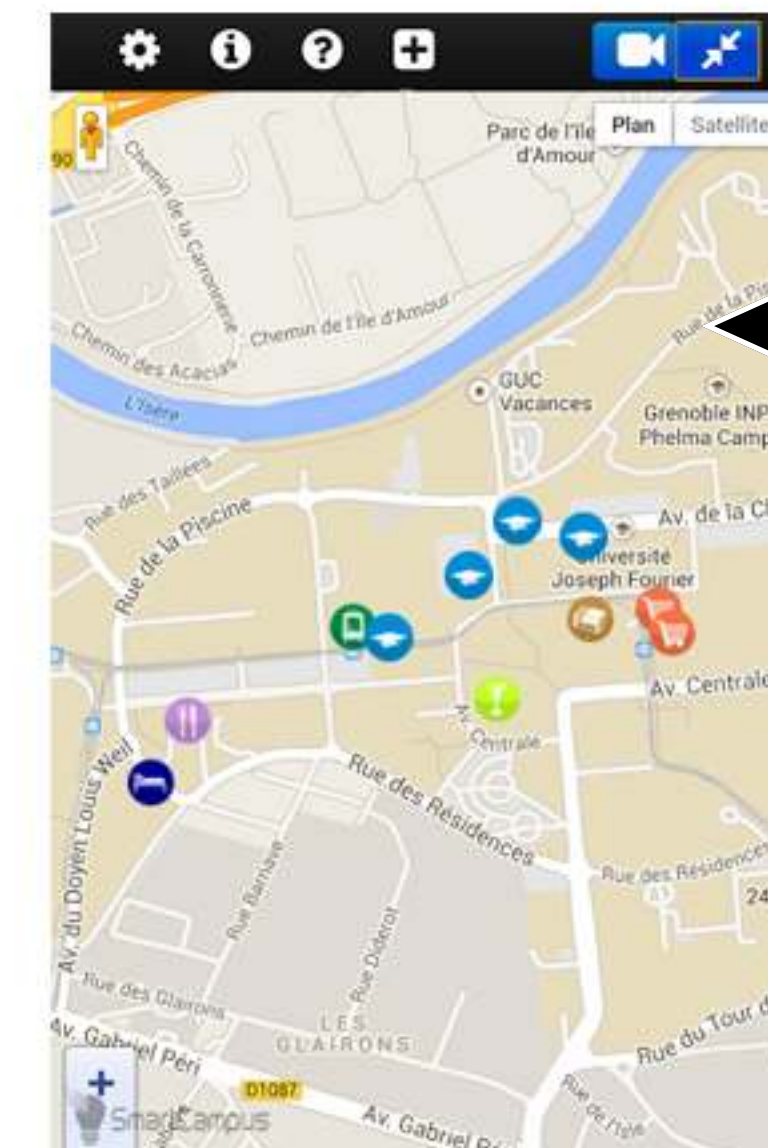 Plan
Satellite
90
Parc de l'Ile
d'Amour
Chemin de la Carronnerie
Chemin de l'Ile d'Amour
Chemin des Acacias
L'Isère
Rue de la Pis
GUC
Vacances
Grenoble INP
Phelma Camp
Rue des Taillées
Rue de la Piscine
Av. de la C
Université
Joseph Fourier
Av. Centrale
Av. Centrale
Av. du Doyen Louis Weil
Rue des Résidences
Rue des Résidences
Rue Barnave
Rue Diderot
24
Rue des Glairons
LES
GLAIRONS
Av. Gabriel Péri
Rue du Tour d
D1087
SmartCampus
Av. Gabriel Pé